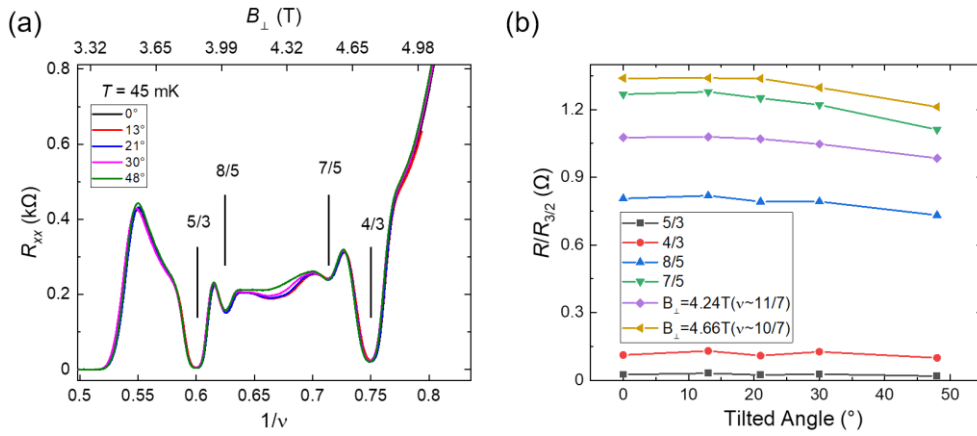 (a)
B⊥ (T)
3.32 3.65 3.99 4.32 4.65 4.98
T = 45 mK
0°
13°
21°
30°
48°
8/5
7/5
5/3
4/3
Rxx (kΩ)
0.8
0.6
0.4
0.2
0
0.5 0.55 0.6 0.65 0.7 0.75 0.8
1/ν
(b)
R/R3/2 (Ω)
1.2
0.9
0.6
0.3
0
5/3
4/3
8/5
7/5
B⊥=4.24T(ν~11/7)
B⊥=4.66T(ν~10/7)
0 10 20 30 40 50
Tilted Angle (°)